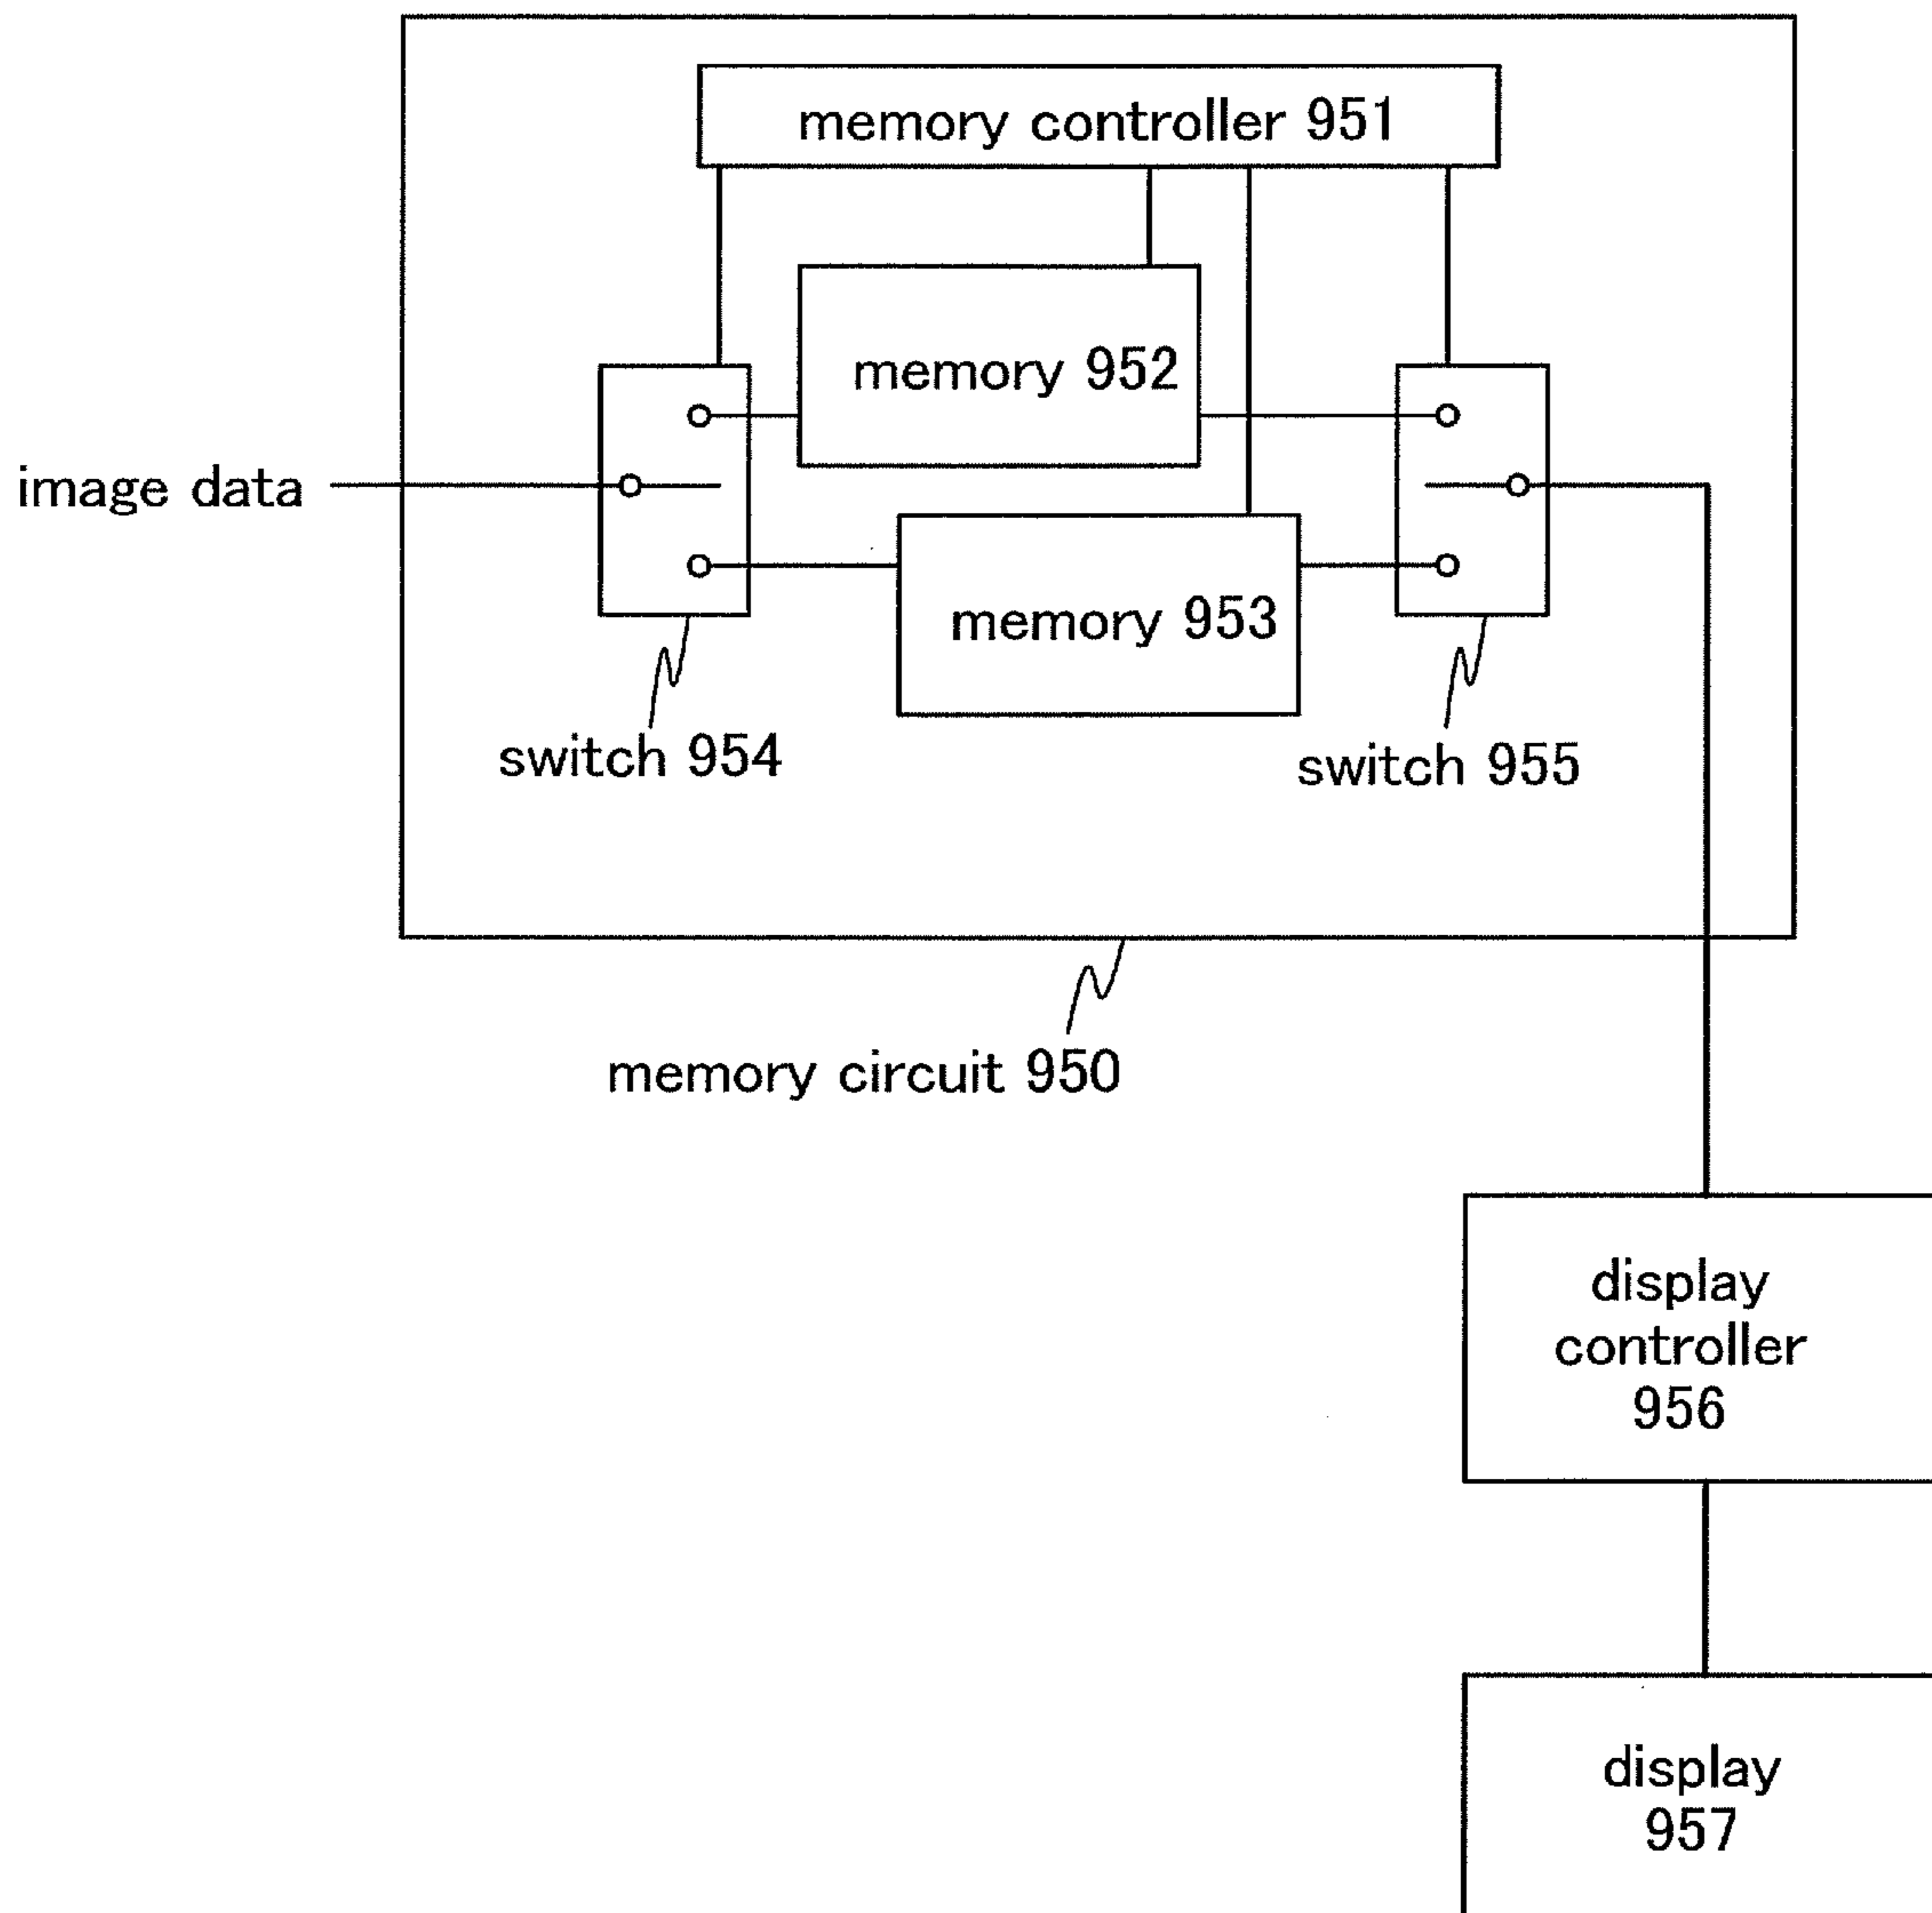 memory controller 951
memory 952
image data
memory 953
switch 954
switch 955
memory circuit 950
display
controller
956
display
957